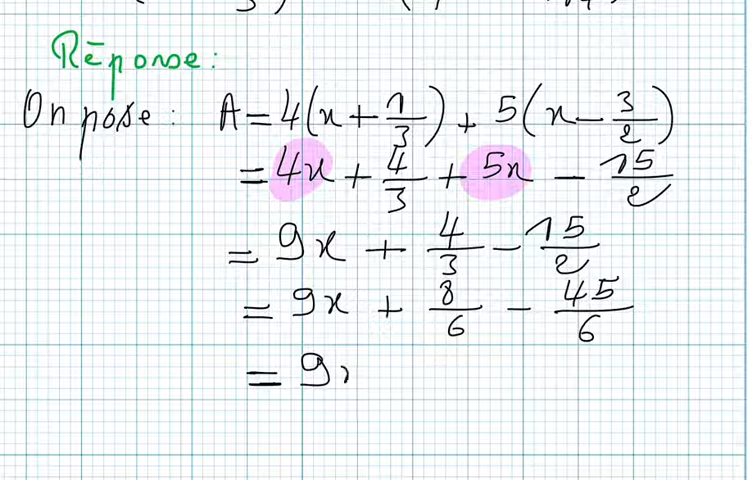 Réponse:
On pose: A = 4(x + 1/3) + 5(x - 3/2)
= 4x + 4/3 + 5x - 15/2
= 9x + 4/3 - 15/2
= 9x + 8/6 - 45/6
= 9